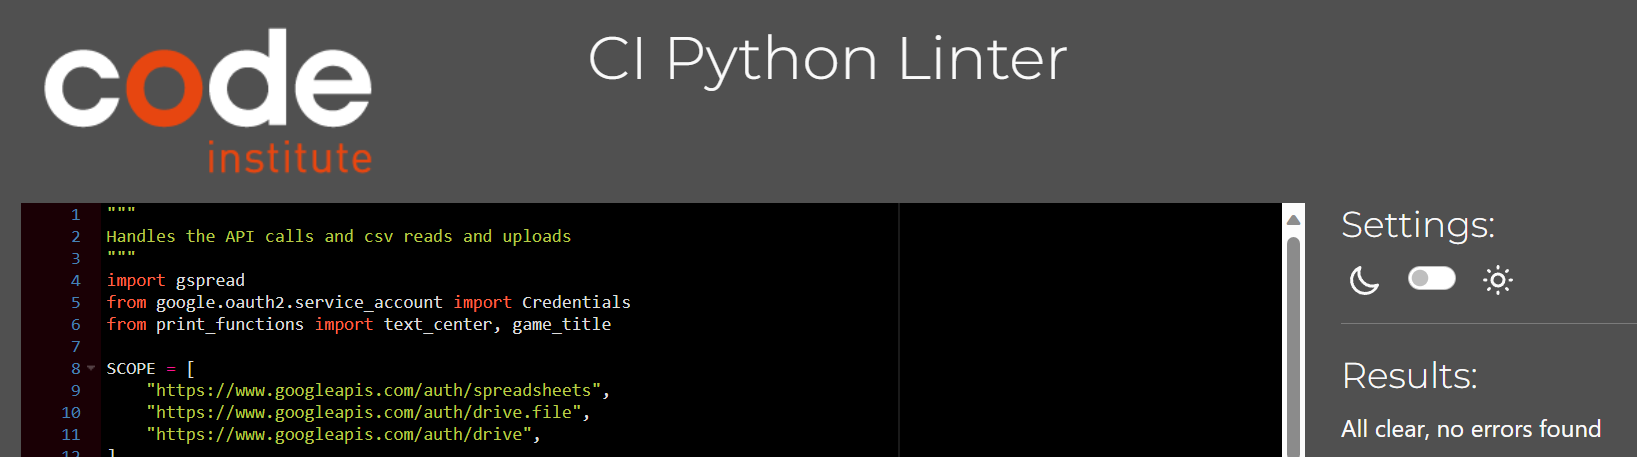 code
institute
CI Python Linter
1 """
2 Handles the API calls and csv reads and uploads
3 """
4 import gspread
5 from google.oauth2.service_account import Credentials
6 from print_functions import text_center, game_title
7
8 SCOPE = [
9     "https://www.googleapis.com/auth/spreadsheets",
10     "https://www.googleapis.com/auth/drive.file",
11     "https://www.googleapis.com/auth/drive",
12 ]
Settings:
Results:
All clear, no errors found